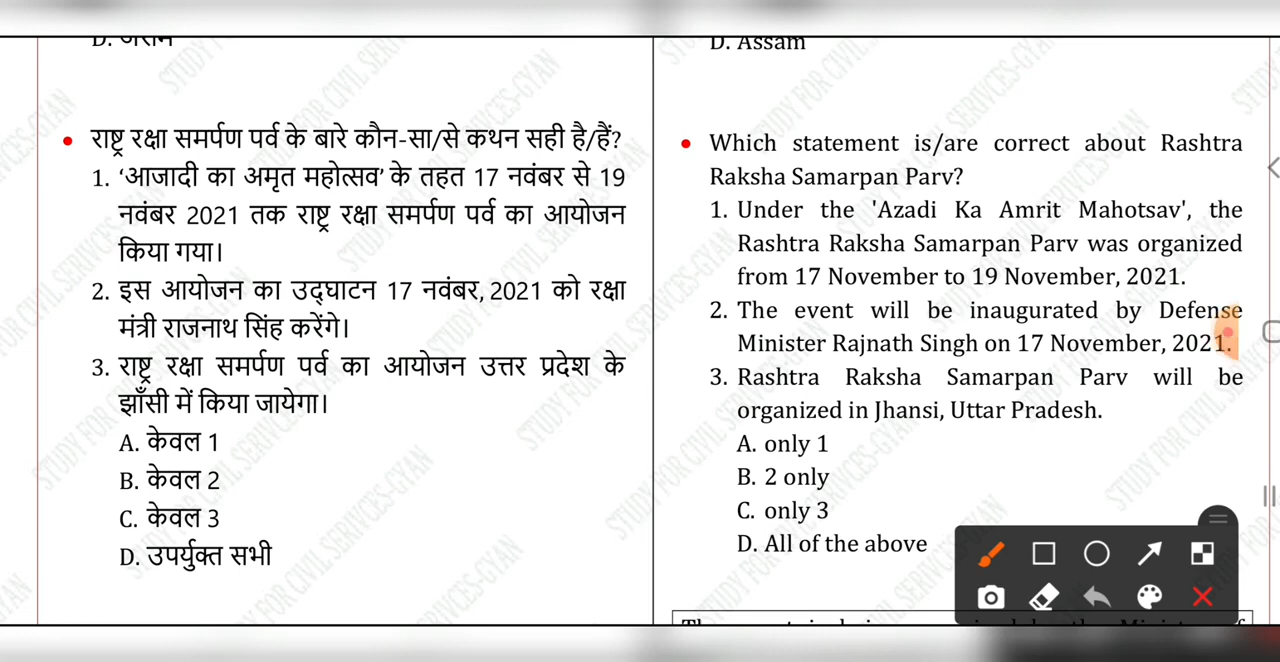 D. असम
राष्ट्र रक्षा समर्पण पर्व के बारे कौन-सा/से कथन सही है/हैं?
1. ‘आजादी का अमृत महोत्सव’ के तहत 17 नवंबर से 19
नवंबर 2021 तक राष्ट्र रक्षा समर्पण पर्व का आयोजन
किया गया।
2. इस आयोजन का उद्घाटन 17 नवंबर, 2021 को रक्षा
मंत्री राजनाथ सिंह करेंगे।
3. राष्ट्र रक्षा समर्पण पर्व का आयोजन उत्तर प्रदेश के
झाँसी में किया जायेगा।
A. केवल 1
B. केवल 2
C. केवल 3
D. उपर्युक्त सभी
D. Assam
Which statement is/are correct about Rashtra
Raksha Samarpan Parv?
1. Under the 'Azadi Ka Amrit Mahotsav', the
Rashtra Raksha Samarpan Parv was organized
from 17 November to 19 November, 2021.
2. The event will be inaugurated by Defense
Minister Rajnath Singh on 17 November, 2021.
3. Rashtra Raksha Samarpan Parv will be
organized in Jhansi, Uttar Pradesh.
A. only 1
B. 2 only
C. only 3
D. All of the above
STUDY FOR CIVIL SERIVCES-GYAN